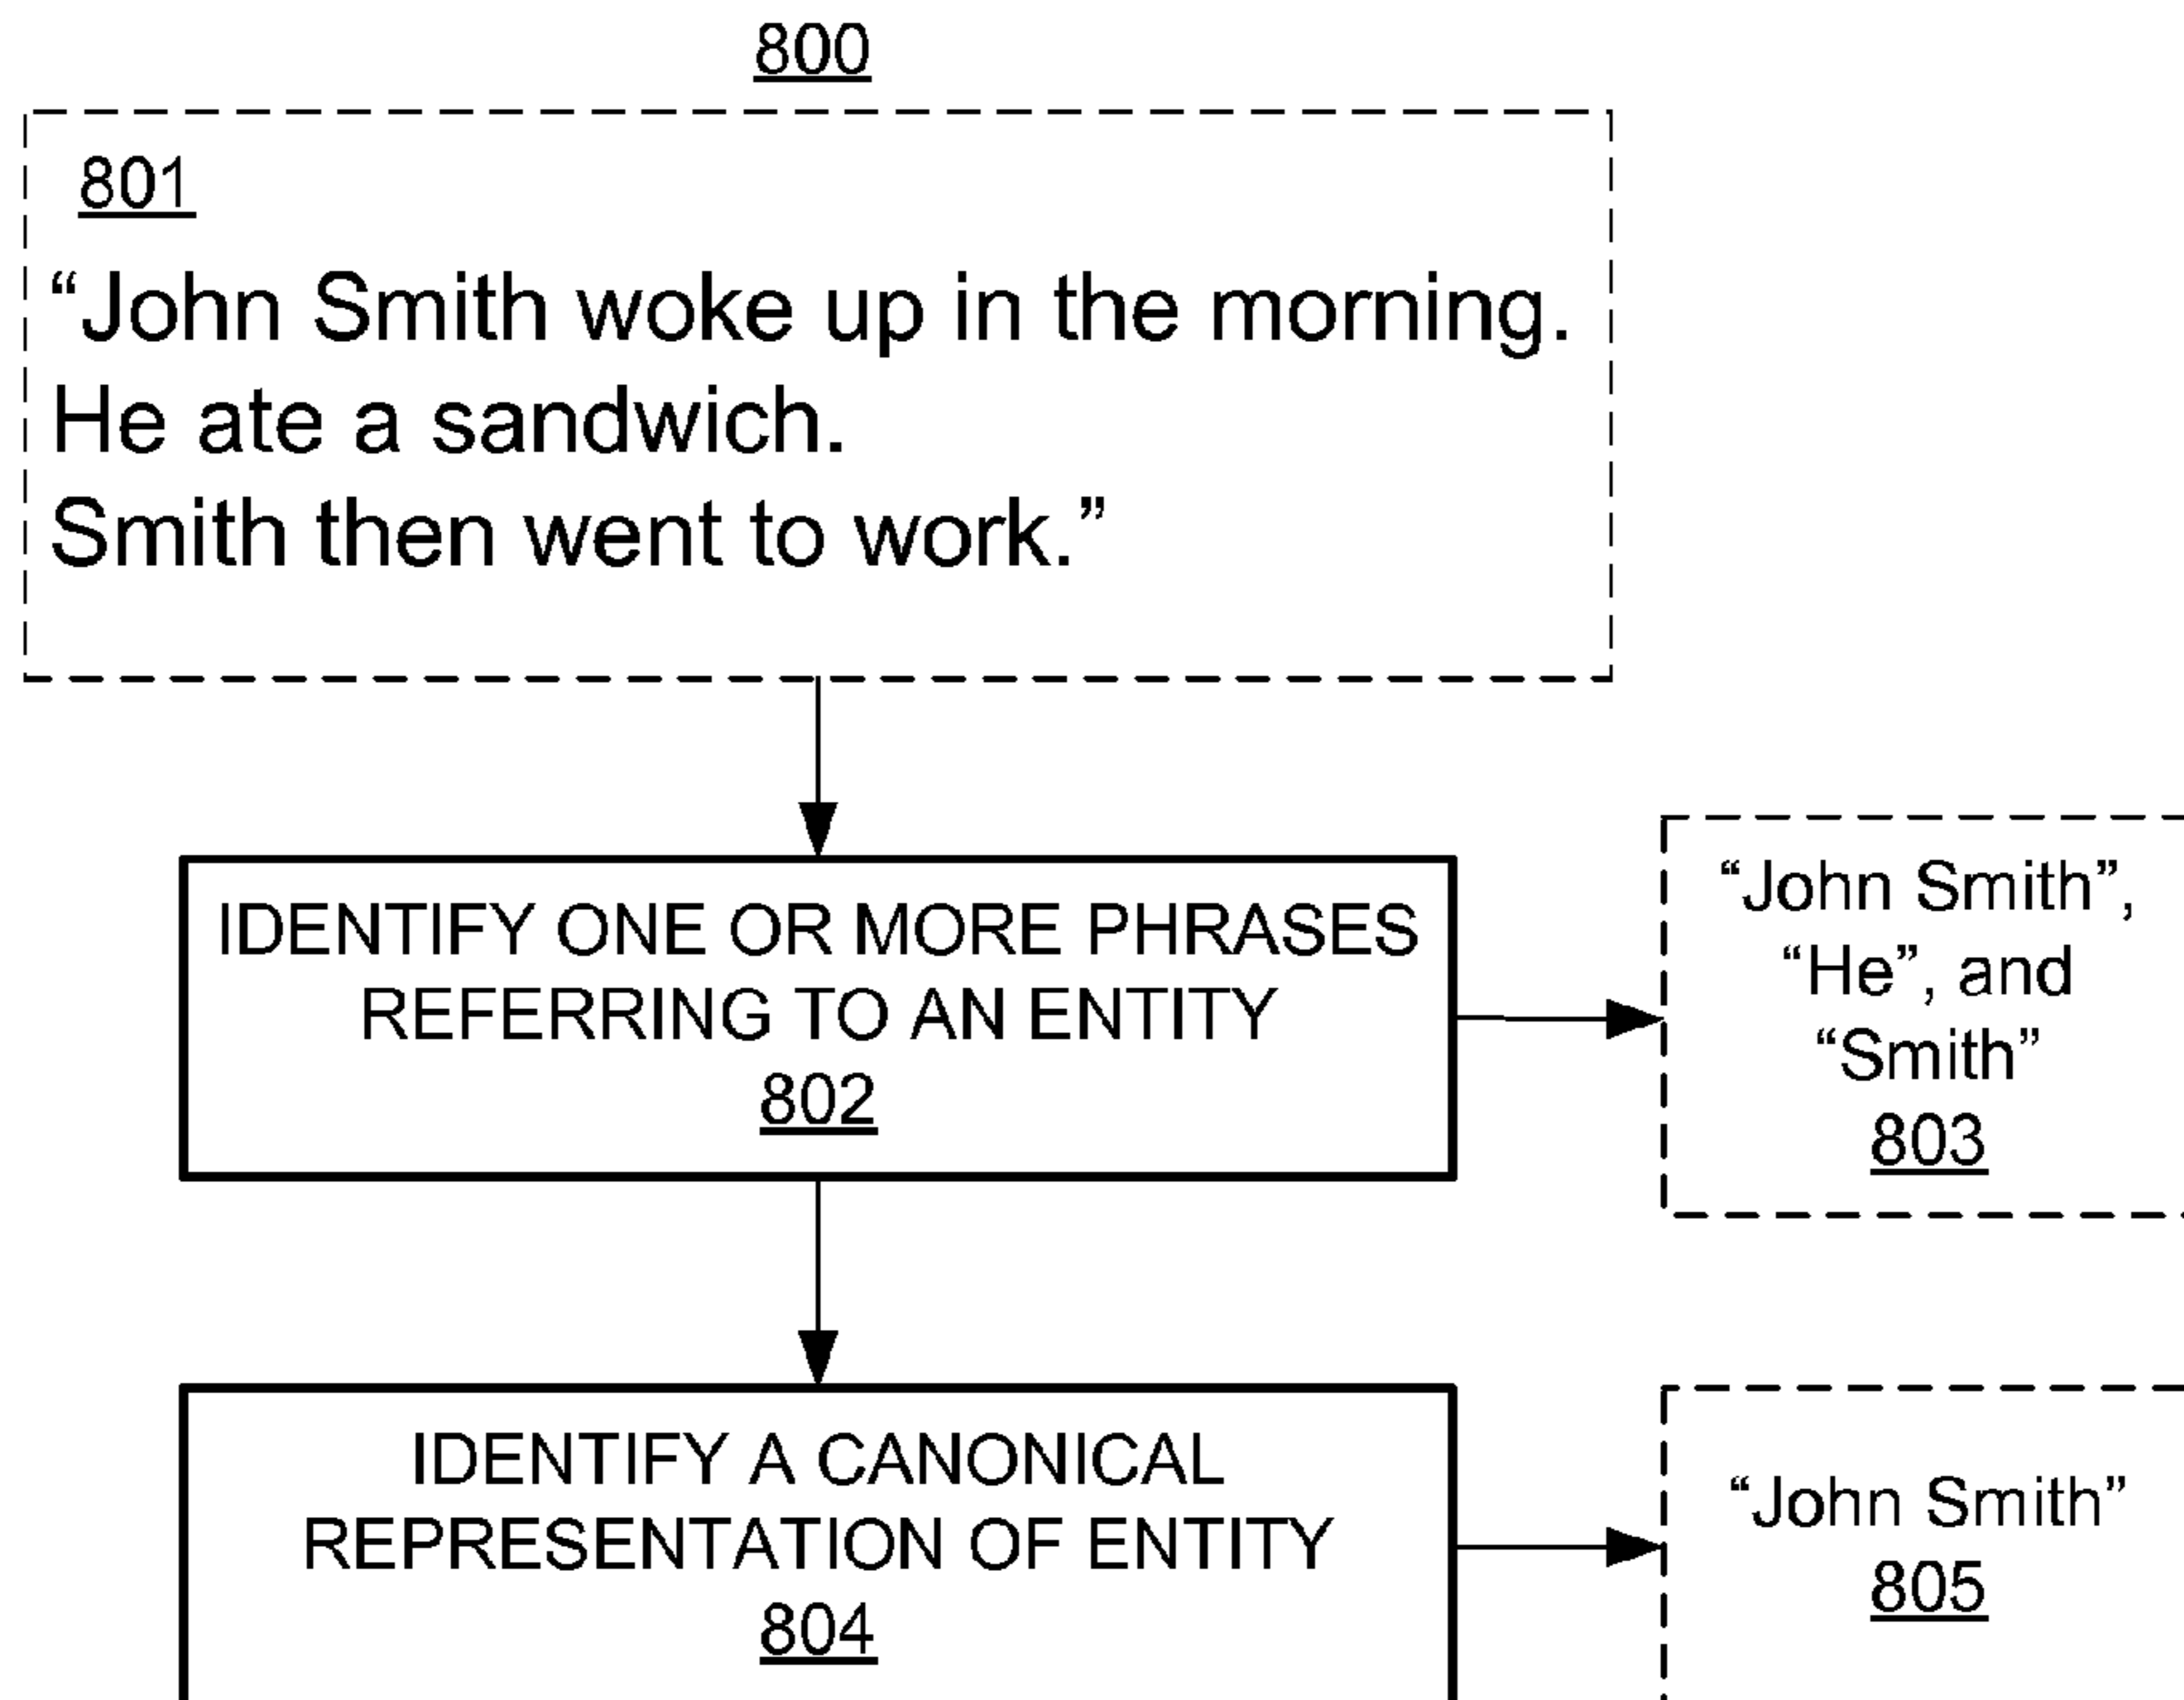 800
801
“John Smith woke up in the morning.
He ate a sandwich.
Smith then went to work.”
IDENTIFY ONE OR MORE PHRASES
REFERRING TO AN ENTITY
802
“John Smith”,
“He”, and
“Smith”
803
IDENTIFY A CANONICAL
REPRESENTATION OF ENTITY
804
“John Smith”
805